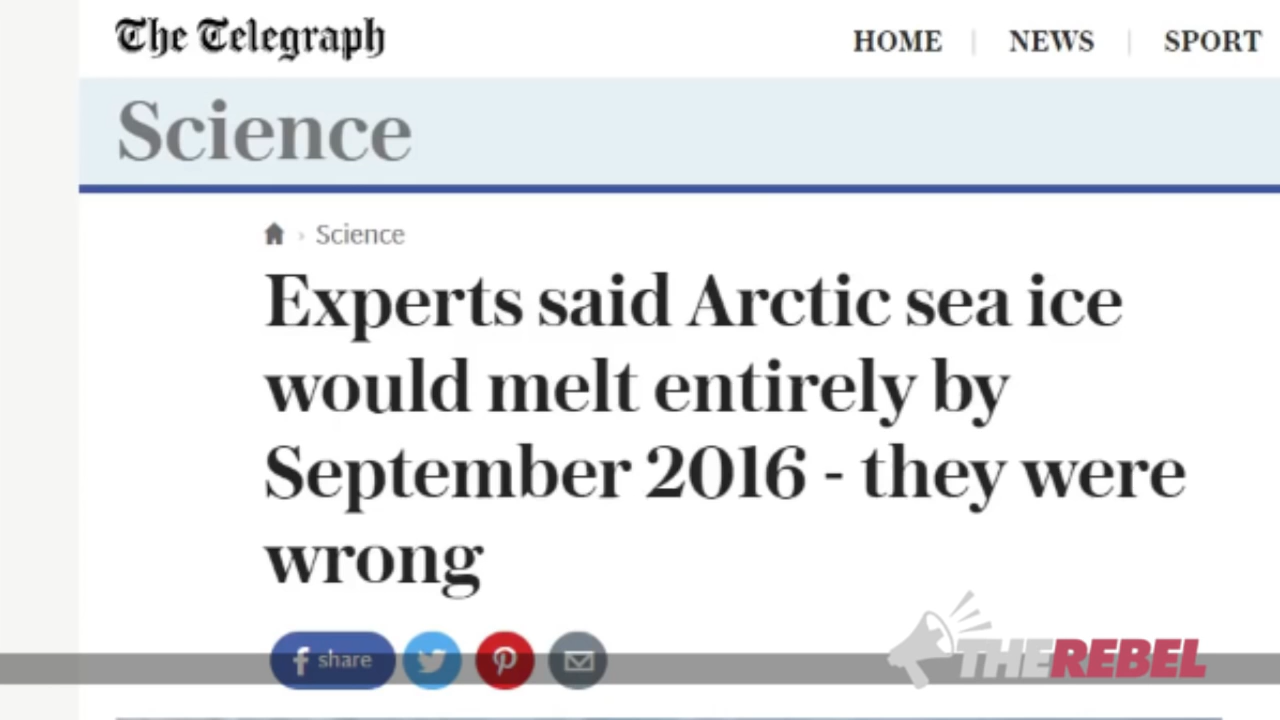 The Telegraph
HOME | NEWS | SPORT
Science
› Science
Experts said Arctic sea ice
would melt entirely by
September 2016 - they were
wrong
f share
THEREBEL